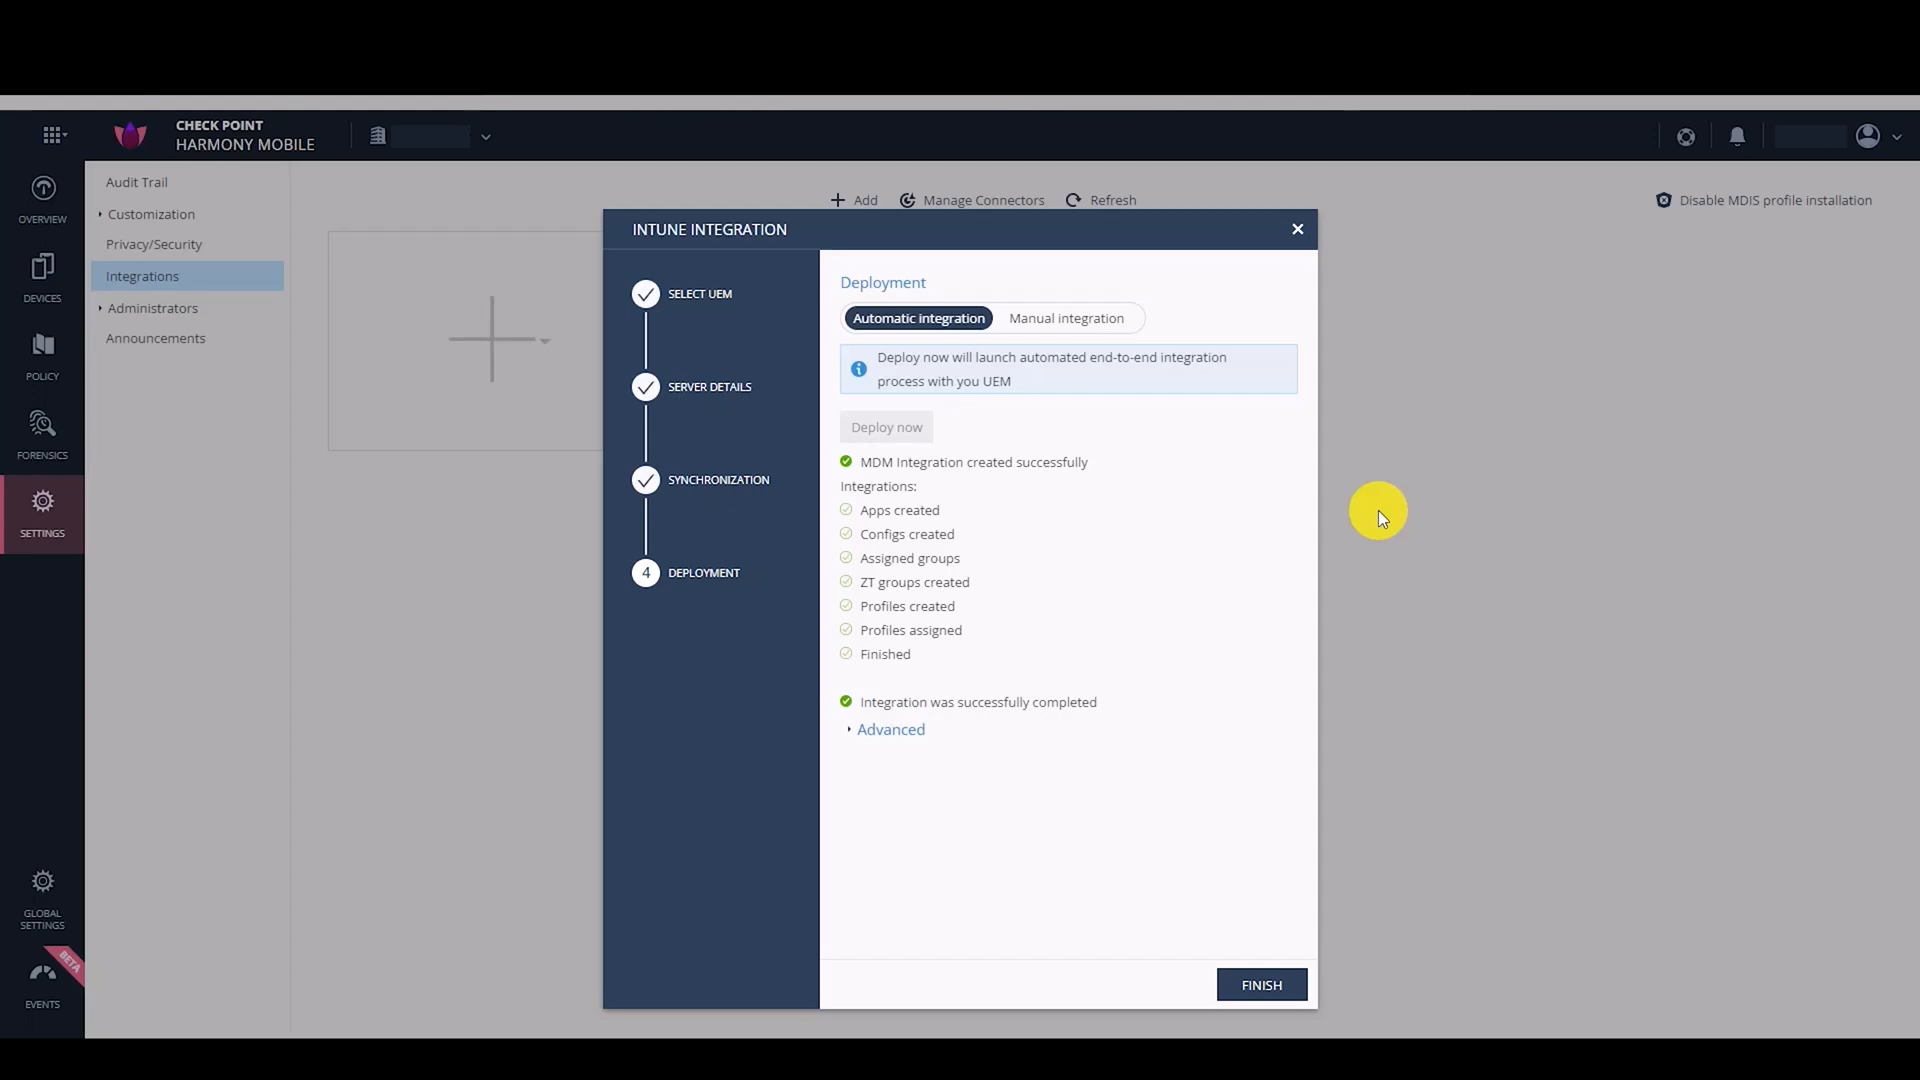 CHECK POINT
HARMONY MOBILE
OVERVIEW
DEVICES
POLICY
FORENSICS
SETTINGS
GLOBAL
SETTINGS
BETA
EVENTS
Audit Trail
Customization
Privacy/Security
Integrations
Administrators
Announcements
Add
Manage Connectors
Refresh
Disable MDIS profile installation
INTUNE INTEGRATION
SELECT UEM
SERVER DETAILS
SYNCHRONIZATION
4 DEPLOYMENT
Deployment
Automatic integration
Manual integration
Deploy now will launch automated end-to-end integration
process with you UEM
Deploy now
MDM Integration created successfully
Integrations:
Apps created
Configs created
Assigned groups
ZT groups created
Profiles created
Profiles assigned
Finished
Integration was successfully completed
Advanced
FINISH